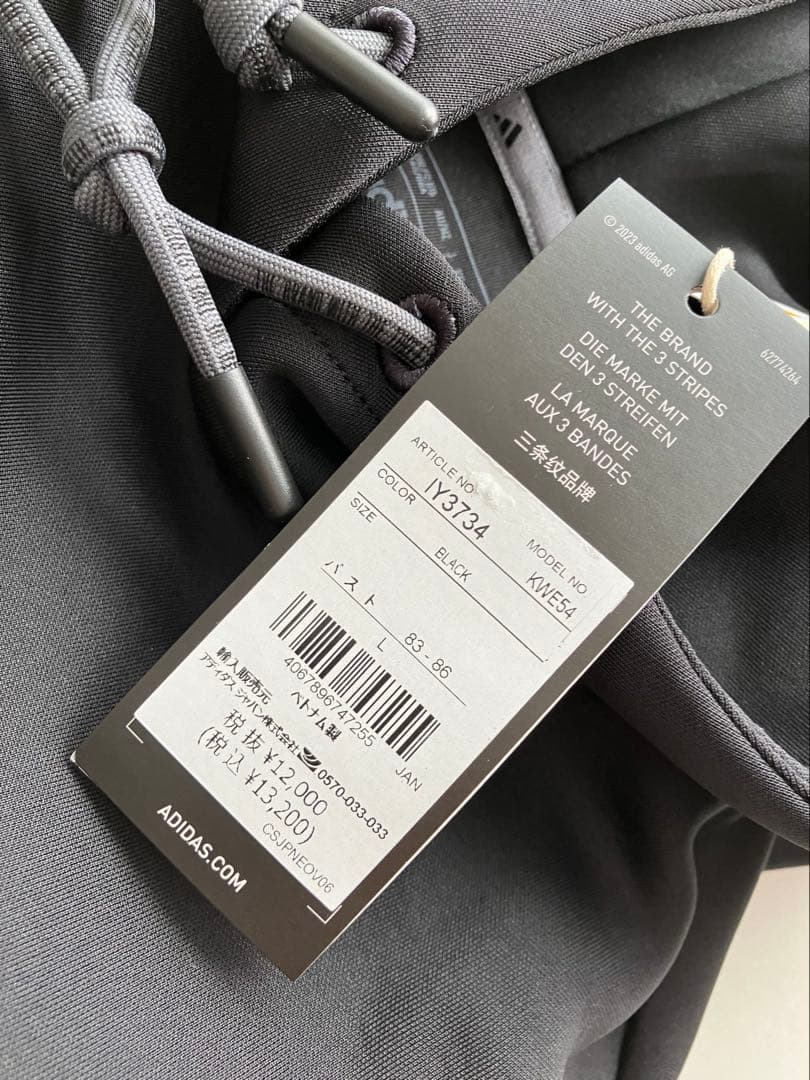 © 2023 adidas AG
62774264
THE BRAND
WITH THE 3 STRIPES
DIE MARKE MIT
DEN 3 STREIFEN
LA MARQUE
AUX 3 BANDES
三条纹品牌
ARTICLE NO.
IY3734
MODEL NO.
KWE54
COLOR
BLACK
SIZE
バスト 83-86
L
4067896747255
JAN
輸入販売元 ベトナム製
アディダス ジャパン株式会社 0570-033-033
税抜 ¥12,000
(税込 ¥13,200)
CSJPNEOV06
ADIDAS.COM